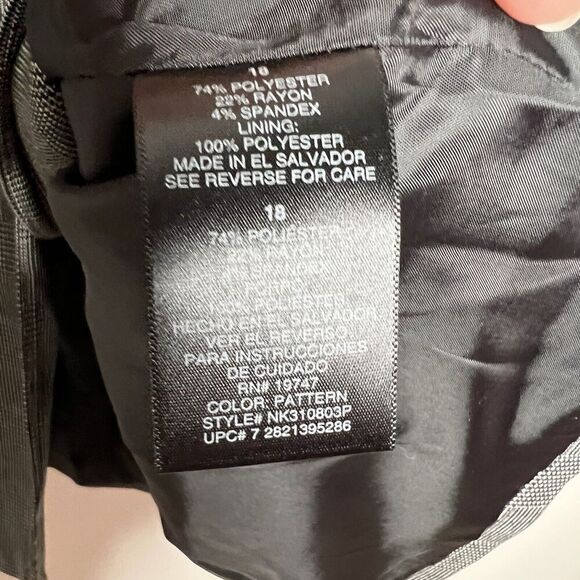 18
74% POLYESTER
22% RAYON
4% SPANDEX
LINING:
100% POLYESTER
MADE IN EL SALVADOR
SEE REVERSE FOR CARE
18
74% POLIESTER
22% RAYON
100% POLIESTER
HECHO EN EL SALVADOR
VER EL REVERSO
PARA INSTRUCCIONES
DE CUIDADO
RN# 19747
COLOR: PATTERN
STYLE# NK310803P
UPC# 7 2821395286